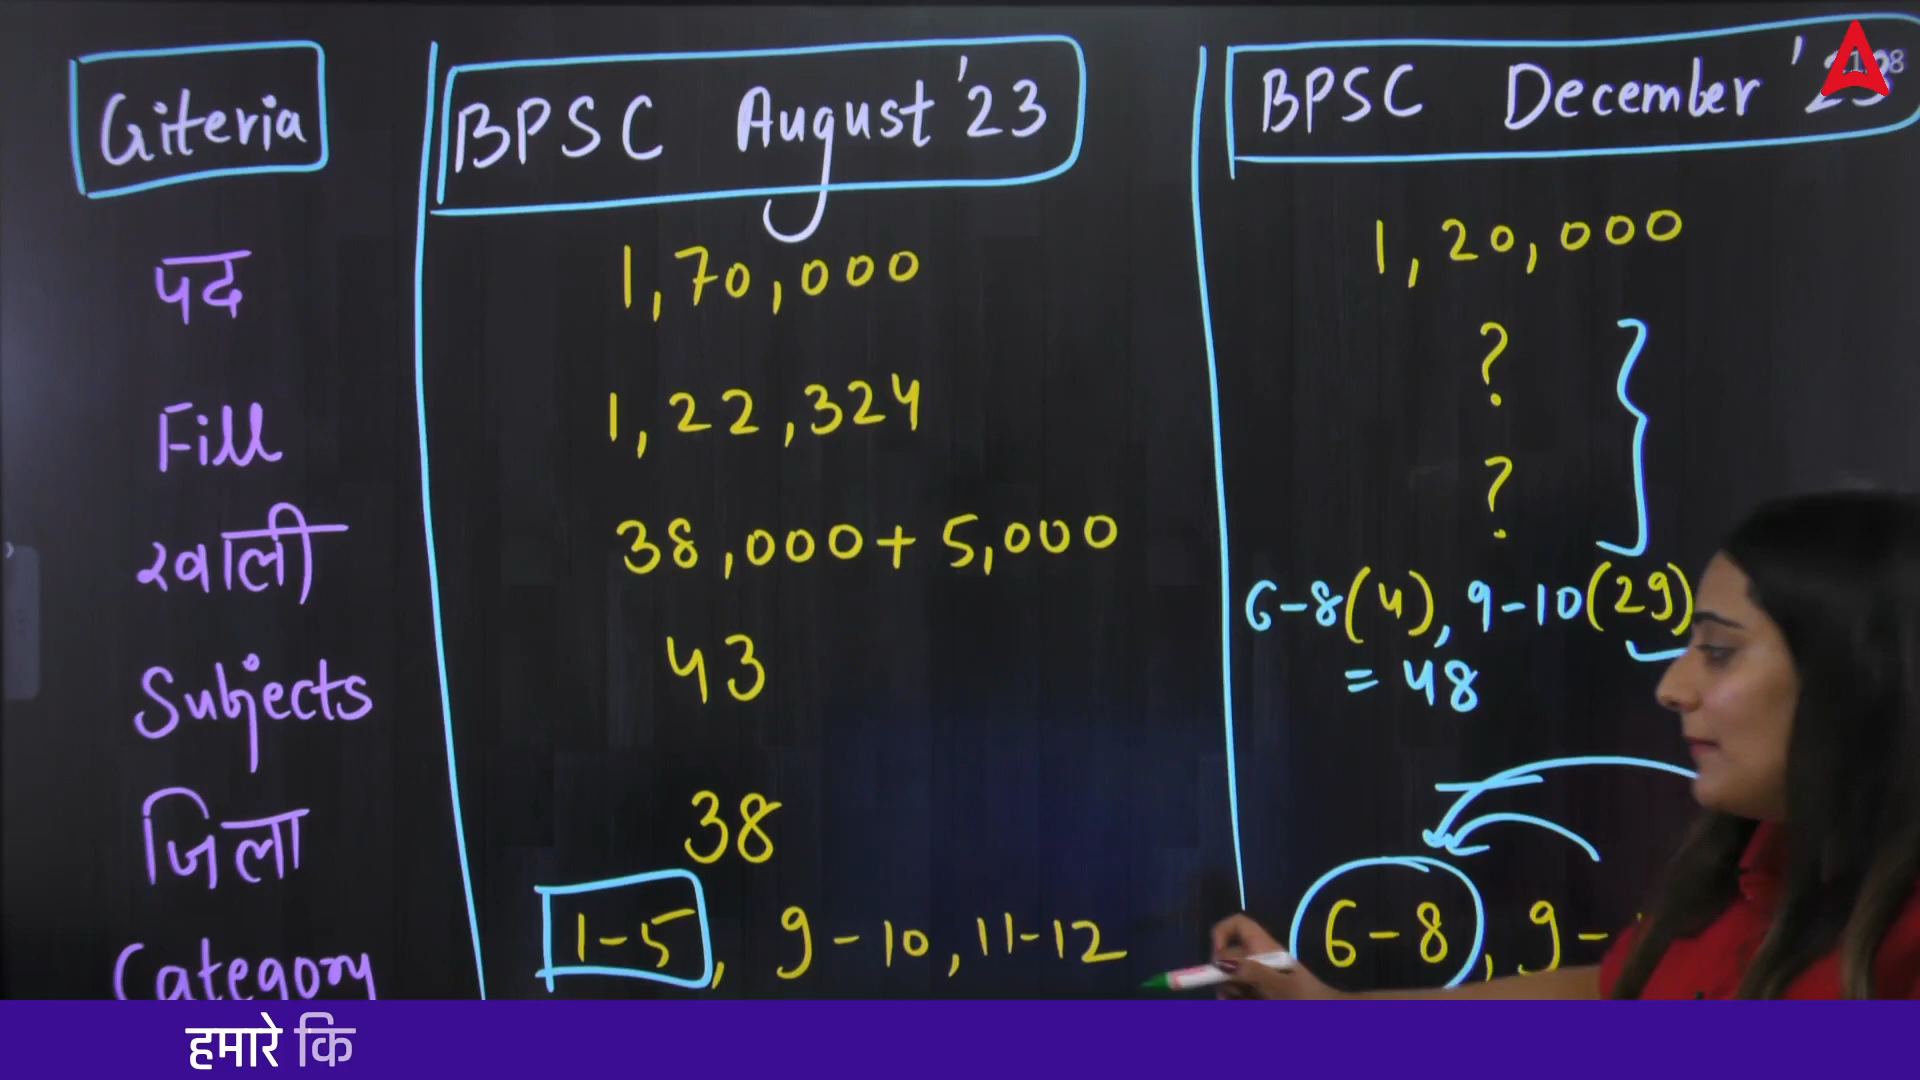 Criteria
BPSC August '23
BPSC December '23
पद
1,70,000
1,20,000
Fill
1,22,324
?
खाली
38,000+ 5,000
?
Subjects
43
6-8(4), 9-10(29)
= 48
जिला
38
Category
1-5, 9-10, 11-12
6-8, 9-
हमारे कि